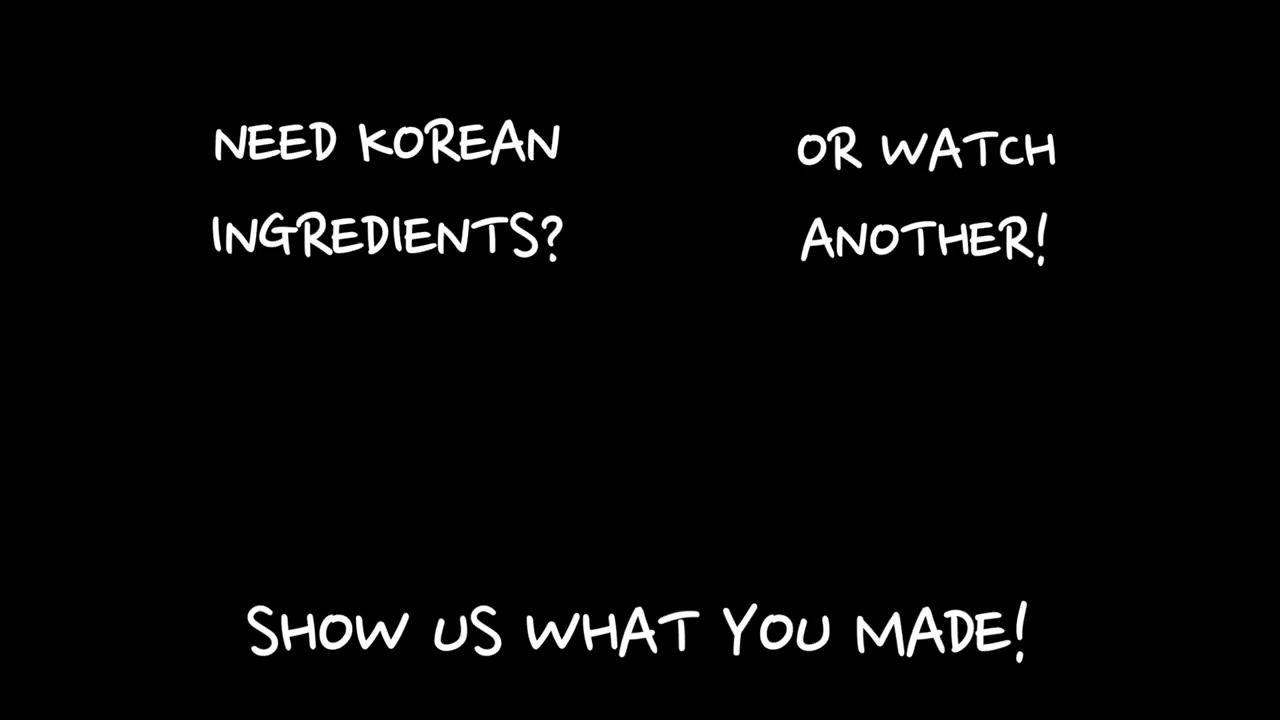 NEED KOREAN
INGREDIENTS?
OR WATCH
ANOTHER!
SHOW US WHAT YOU MADE!